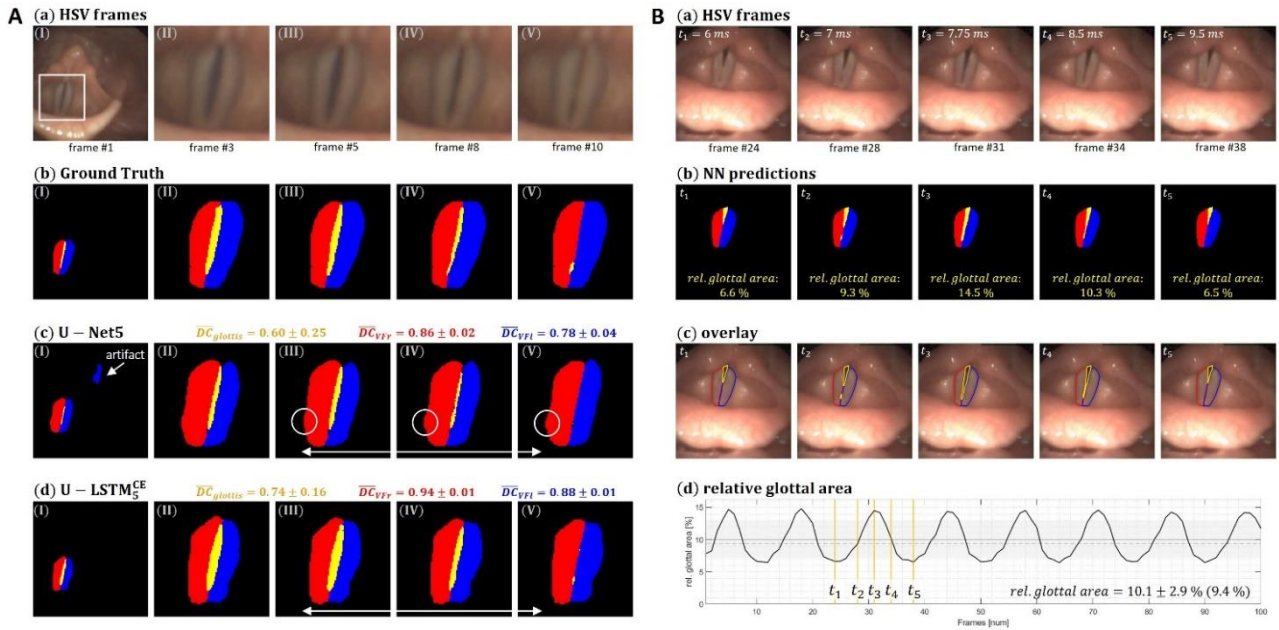 A
(a) HSV frames
(I) (II) (III) (IV) (V)
frame #1 frame #3 frame #5 frame #8 frame #10
(b) Ground Truth
(I) (II) (III) (IV) (V)
(c) U − Net5 DC_glottis = 0.60 ± 0.25 DC_VFr = 0.86 ± 0.02 DC_VFl = 0.78 ± 0.04
(I) (II) (III) (IV) (V)
artifact
(d) U − LSTM₅^CE DC_glottis = 0.74 ± 0.16 DC_VFr = 0.94 ± 0.01 DC_VFl = 0.88 ± 0.01
(I) (II) (III) (IV) (V)
B
(a) HSV frames
t₁ = 6 ms t₂ = 7 ms t₃ = 7.75 ms t₄ = 8.5 ms t₅ = 9.5 ms
frame #24 frame #28 frame #31 frame #34 frame #38
(b) NN predictions
t₁ t₂ t₃ t₄ t₅
rel. glottal area: rel. glottal area: rel. glottal area: rel. glottal area: rel. glottal area:
6.6 % 9.3 % 14.5 % 10.3 % 6.5 %
(c) overlay
t₁ t₂ t₃ t₄ t₅
(d) relative glottal area
rel. glottal area [%]
15
10
5
0
t₁ t₂ t₃ t₄ t₅
rel. glottal area = 10.1 ± 2.9 % (9.4 %)
10 20 30 40 50 60 70 80 90 100
Frames [num]